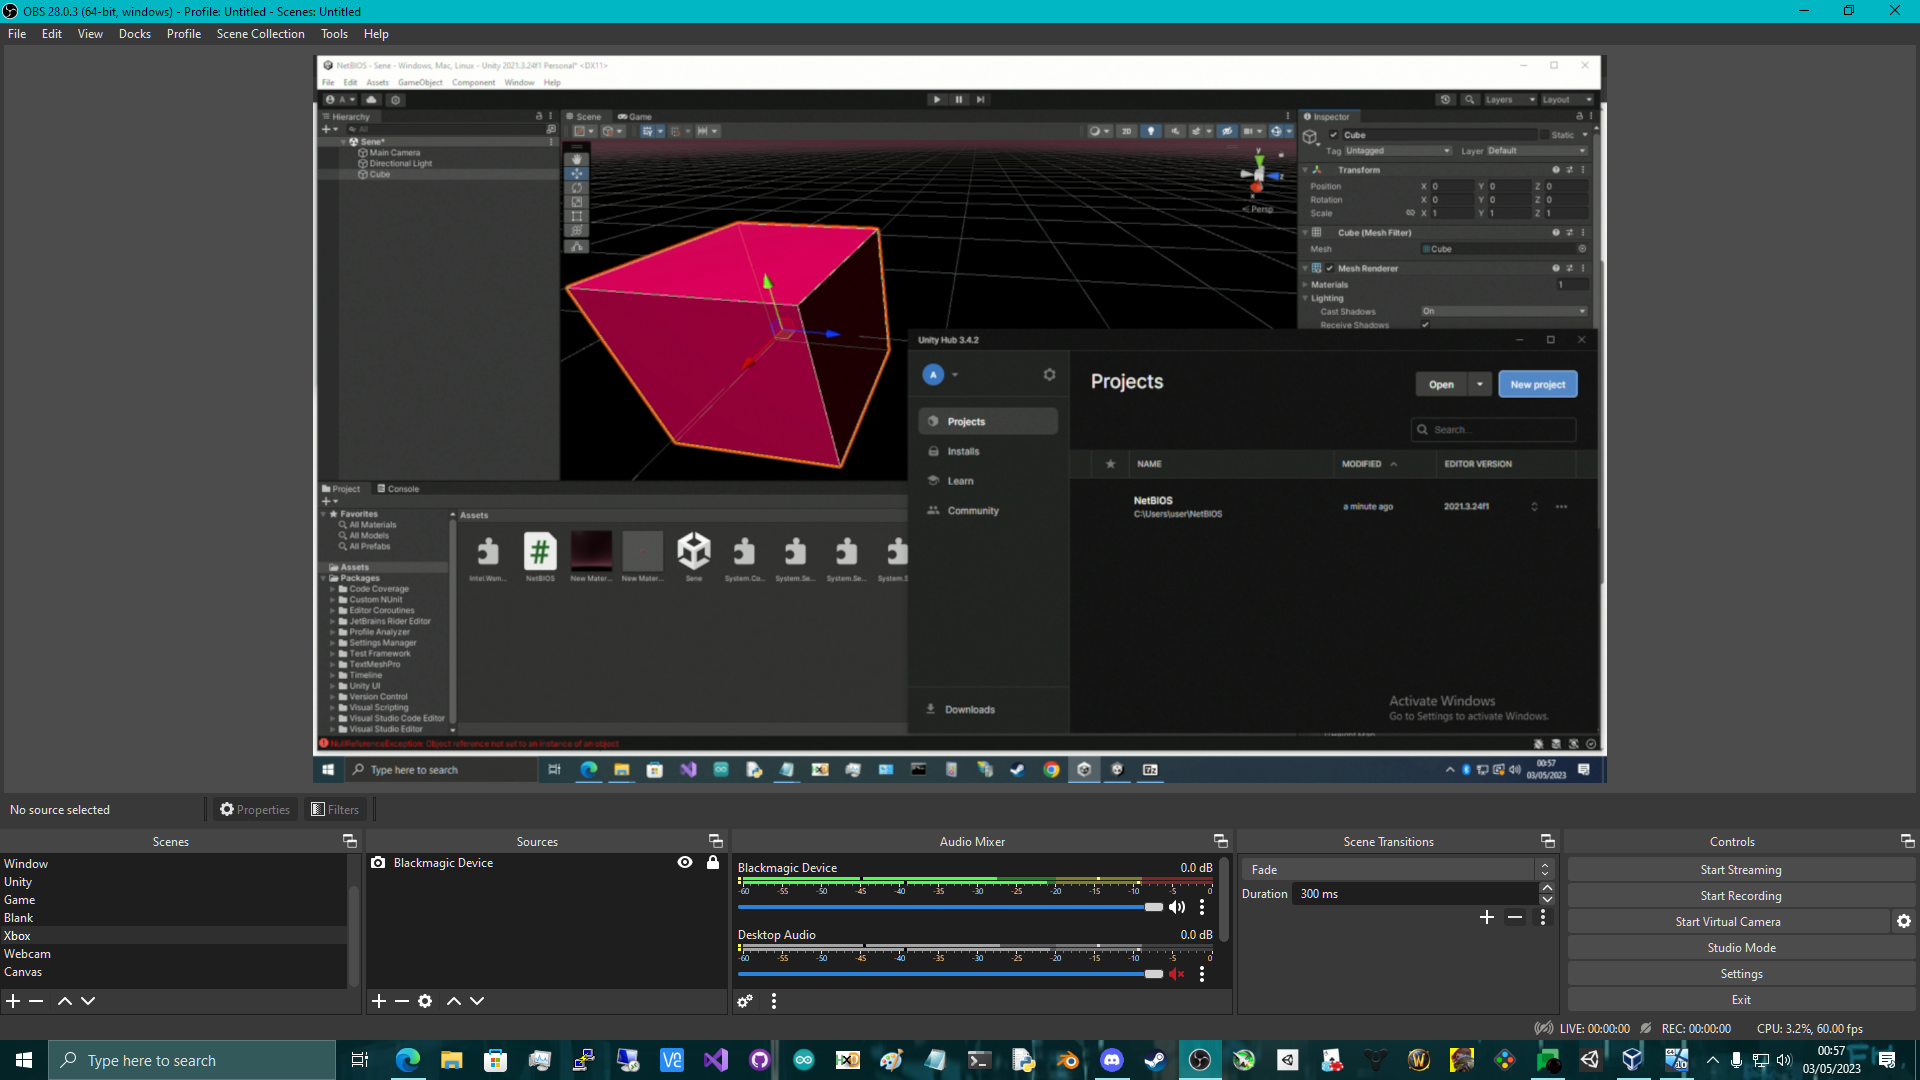 OBS 28.0.3 (64-bit, windows) - Profile: Untitled - Scenes: Untitled
File Edit View Docks Profile Scene Collection Tools Help
NetBIOS - Sene - Windows, Mac, Linux - Unity 2021.3.24f1 Personal* <DX11>
File Edit Assets GameObject Component Window Help
A Layers Layout
Hierarchy Scene Game Inspector
All 2D Cube Static
Sene*
Main Camera
Directional Light
Cube
y
z
Persp
Tag Untagged Layer Default
Transform
Position X 0 Y 0 Z 0
Rotation X 0 Y 0 Z 0
Scale X 1 Y 1 Z 1
Cube (Mesh Filter)
Mesh Cube
Mesh Renderer
Materials 1
Lighting
Cast Shadows On
Receive Shadows
Unity Hub 3.4.2
A
Projects
Open New project
Search...
Projects
Installs
Learn
Community
Downloads
NAME MODIFIED EDITOR VERSION
NetBIOS a minute ago 2021.3.24f1
C:\Users\user\NetBIOS
Activate Windows
Go to Settings to activate Windows.
Project Console
Favorites
All Materials
All Models
All Prefabs
Assets
Packages
Code Coverage
Custom NUnit
Editor Coroutines
JetBrains Rider Editor
Profile Analyzer
Settings Manager
Test Framework
TextMeshPro
Timeline
Unity UI
Version Control
Visual Scripting
Visual Studio Code Editor
Visual Studio Editor
Assets
NetBIOS New Mater... New Mater... Sene System.Co... System.Se... System.Se... System.S
NullReferenceException: Object reference not set to an instance of an object
Type here to search
00:57
03/05/2023
No source selected Properties Filters
Scenes Sources Audio Mixer Scene Transitions Controls
Window
Unity
Game
Blank
Xbox
Webcam
Canvas
Blackmagic Device
Blackmagic Device 0.0 dB
-60 -55 -50 -45 -40 -35 -30 -25 -20 -15 -10 -5 0
Desktop Audio 0.0 dB
-60 -55 -50 -45 -40 -35 -30 -25 -20 -15 -10 -5 0
Fade
Duration 300 ms
Start Streaming
Start Recording
Start Virtual Camera
Studio Mode
Settings
Exit
LIVE: 00:00:00 REC: 00:00:00 CPU: 3.2%, 60.00 fps
Type here to search
00:57
03/05/2023